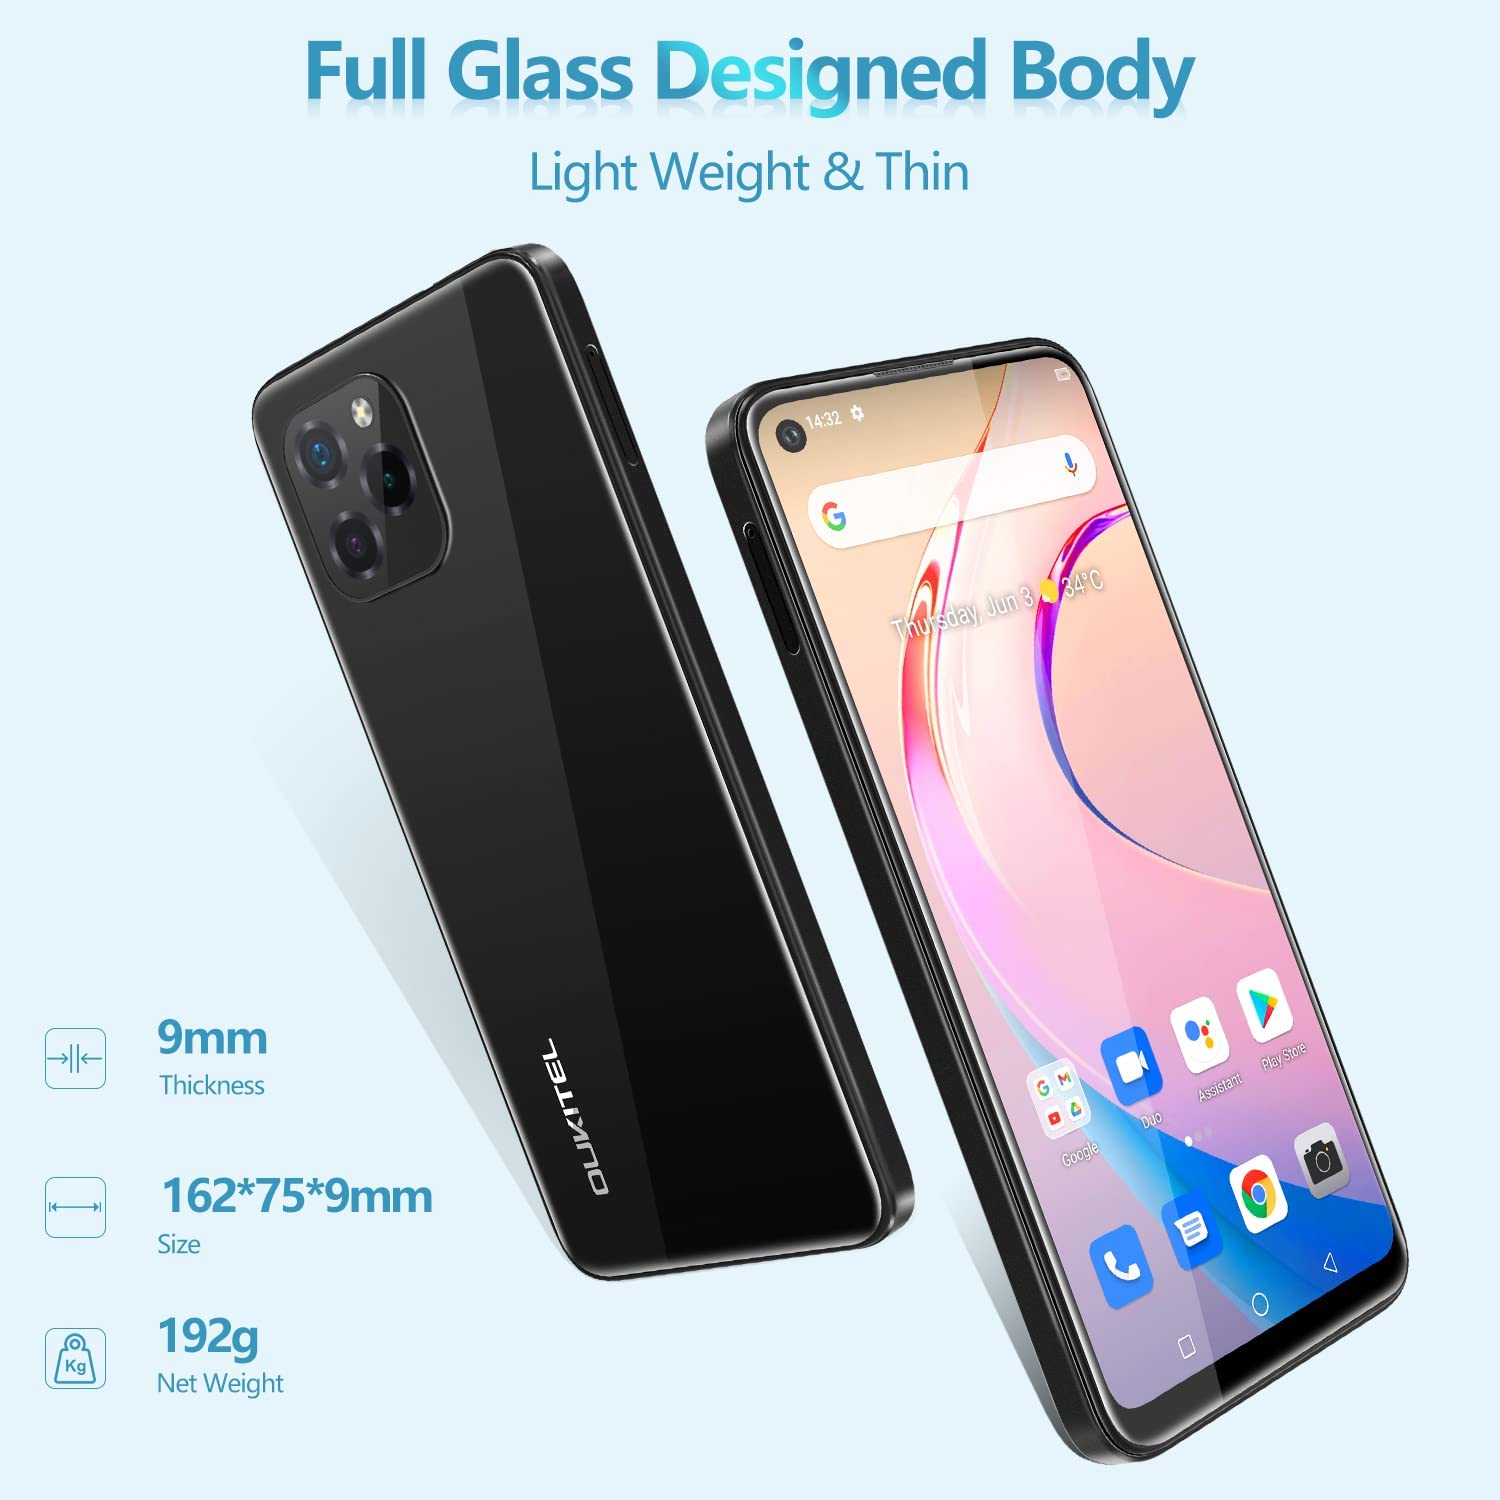 Full Glass Designed Body
Light Weight & Thin
14:32
Thursday, Jun 3 34°C
OUKITEL
Google
Duo
Assistant
Play Store
9mm
Thickness
162*75*9mm
Size
Kg
192g
Net Weight